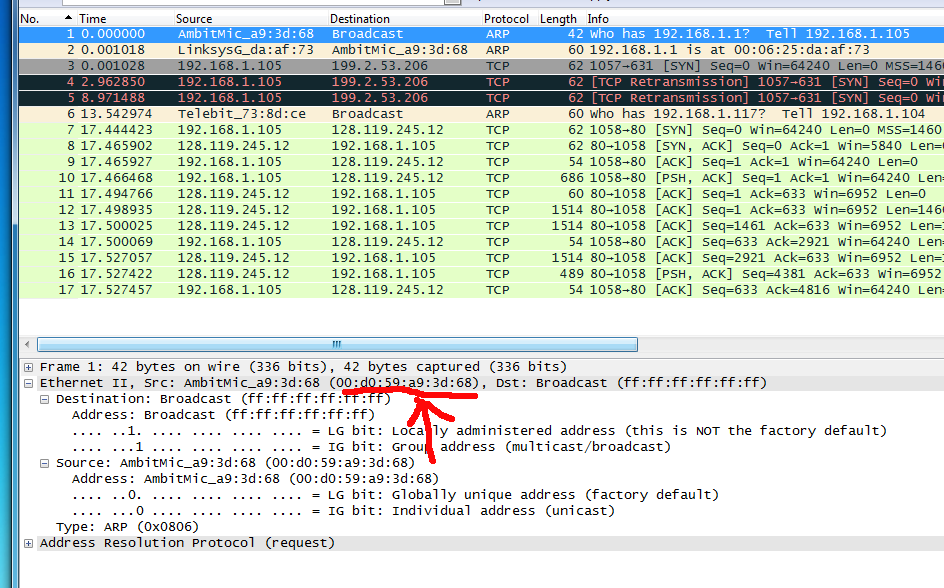 No. Time Source Destination Protocol Length Info
1 0.000000 AmbitMic_a9:3d:68 Broadcast ARP 42 Who has 192.168.1.1? Tell 192.168.1.105
2 0.001018 LinksysG_da:af:73 AmbitMic_a9:3d:68 ARP 60 192.168.1.1 is at 00:06:25:da:af:73
3 0.001028 192.168.1.105 199.2.53.206 TCP 62 1057→631 [SYN] Seq=0 Win=64240 Len=0 MSS=146
4 2.962850 192.168.1.105 199.2.53.206 TCP 62 [TCP Retransmission] 1057→631 [SYN] Seq=0 Wi
5 8.971488 192.168.1.105 199.2.53.206 TCP 62 [TCP Retransmission] 1057→631 [SYN] Seq=0 Wi
6 13.542974 Telebit_73:8d:ce Broadcast ARP 60 Who has 192.168.1.117? Tell 192.168.1.104
7 17.444423 192.168.1.105 128.119.245.12 TCP 62 1058→80 [SYN] Seq=0 Win=64240 Len=0 MSS=1460
8 17.465902 128.119.245.12 192.168.1.105 TCP 62 80→1058 [SYN, ACK] Seq=0 Ack=1 Win=5840 Len=
9 17.465927 192.168.1.105 128.119.245.12 TCP 54 1058→80 [ACK] Seq=1 Ack=1 Win=64240 Len=0
10 17.466468 192.168.1.105 128.119.245.12 TCP 686 1058→80 [PSH, ACK] Seq=1 Ack=1 Win=64240 Len
11 17.494766 128.119.245.12 192.168.1.105 TCP 60 80→1058 [ACK] Seq=1 Ack=633 Win=6952 Len=0
12 17.498935 128.119.245.12 192.168.1.105 TCP 1514 80→1058 [ACK] Seq=1 Ack=633 Win=6952 Len=146
13 17.500025 128.119.245.12 192.168.1.105 TCP 1514 80→1058 [ACK] Seq=1461 Ack=633 Win=6952 Len=
14 17.500069 192.168.1.105 128.119.245.12 TCP 54 1058→80 [ACK] Seq=633 Ack=2921 Win=64240 Len
15 17.527057 128.119.245.12 192.168.1.105 TCP 1514 80→1058 [ACK] Seq=2921 Ack=633 Win=6952 Len=
16 17.527422 128.119.245.12 192.168.1.105 TCP 489 80→1058 [PSH, ACK] Seq=4381 Ack=633 Win=6952
17 17.527457 192.168.1.105 128.119.245.12 TCP 54 1058→80 [ACK] Seq=633 Ack=4816 Win=64240 Len
Frame 1: 42 bytes on wire (336 bits), 42 bytes captured (336 bits)
Ethernet II, Src: AmbitMic_a9:3d:68 (00:d0:59:a9:3d:68), Dst: Broadcast (ff:ff:ff:ff:ff:ff)
Destination: Broadcast (ff:ff:ff:ff:ff:ff)
Address: Broadcast (ff:ff:ff:ff:ff:ff)
.... ..1. .... .... .... .... = LG bit: Locally administered address (this is NOT the factory default)
.... ...1 .... .... .... .... = IG bit: Group address (multicast/broadcast)
Source: AmbitMic_a9:3d:68 (00:d0:59:a9:3d:68)
Address: AmbitMic_a9:3d:68 (00:d0:59:a9:3d:68)
.... ..0. .... .... .... .... = LG bit: Globally unique address (factory default)
.... ...0 .... .... .... .... = IG bit: Individual address (unicast)
Type: ARP (0x0806)
Address Resolution Protocol (request)